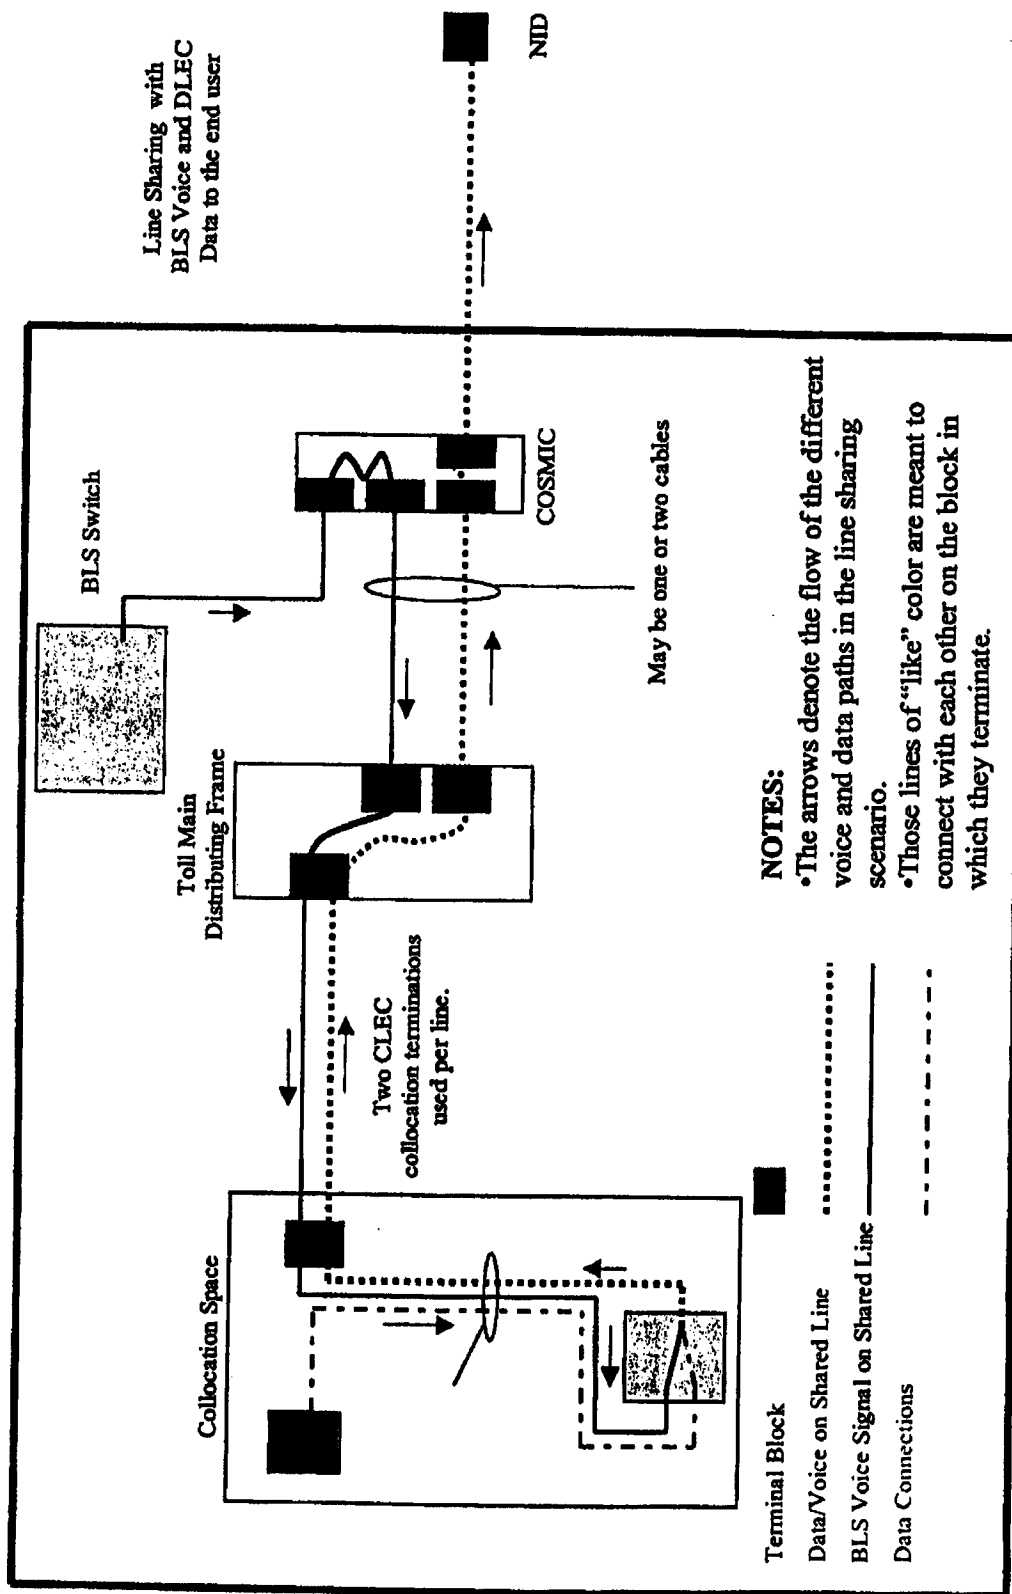 Line Sharing with
BLS Voice and DLEC
Data to the end user
NID
BLS Switch
COSMIC
May be one or two cables
Toll Main
Distributing Frame
Two CLEC
collocation terminations
used per line.
Collocation Space
Terminal Block
Data/Voice on Shared Line
BLS Voice Signal on Shared Line
Data Connections
NOTES:
•The arrows denote the flow of the different
voice and data paths in the line sharing
scenario.
•Those lines of "like" color are meant to
connect with each other on the block in
which they terminate.